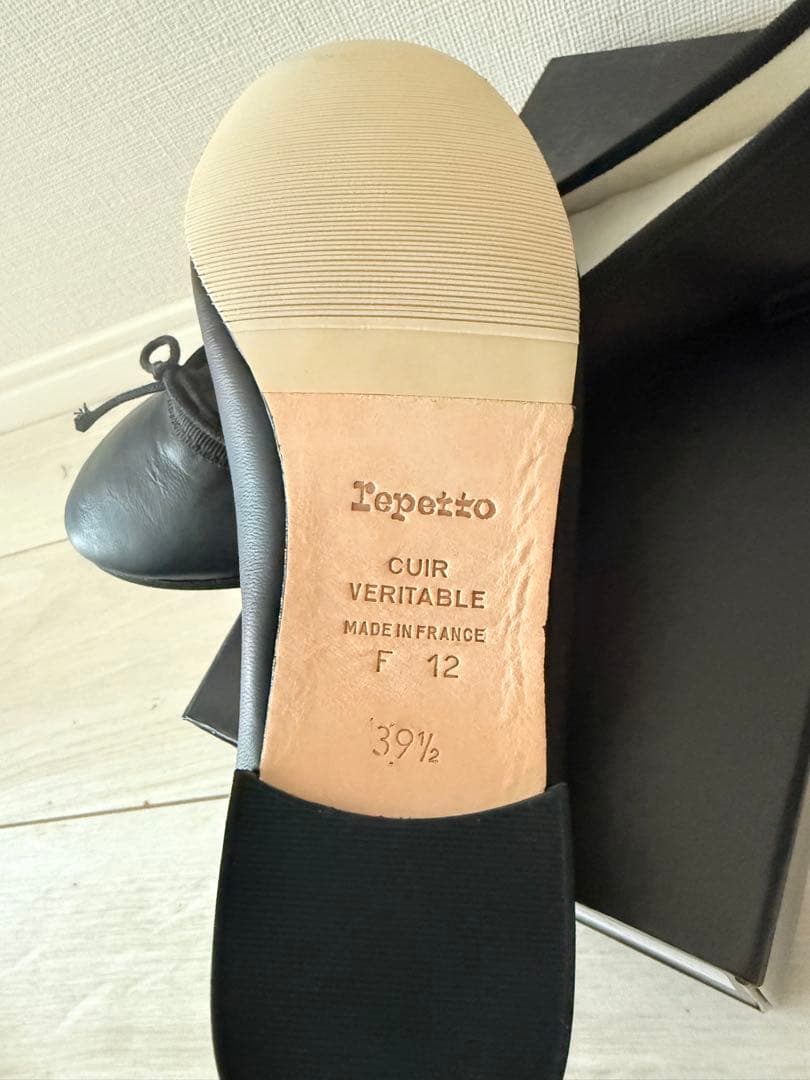 repetto
CUIR
VERITABLE
MADE IN FRANCE
F 12
39½